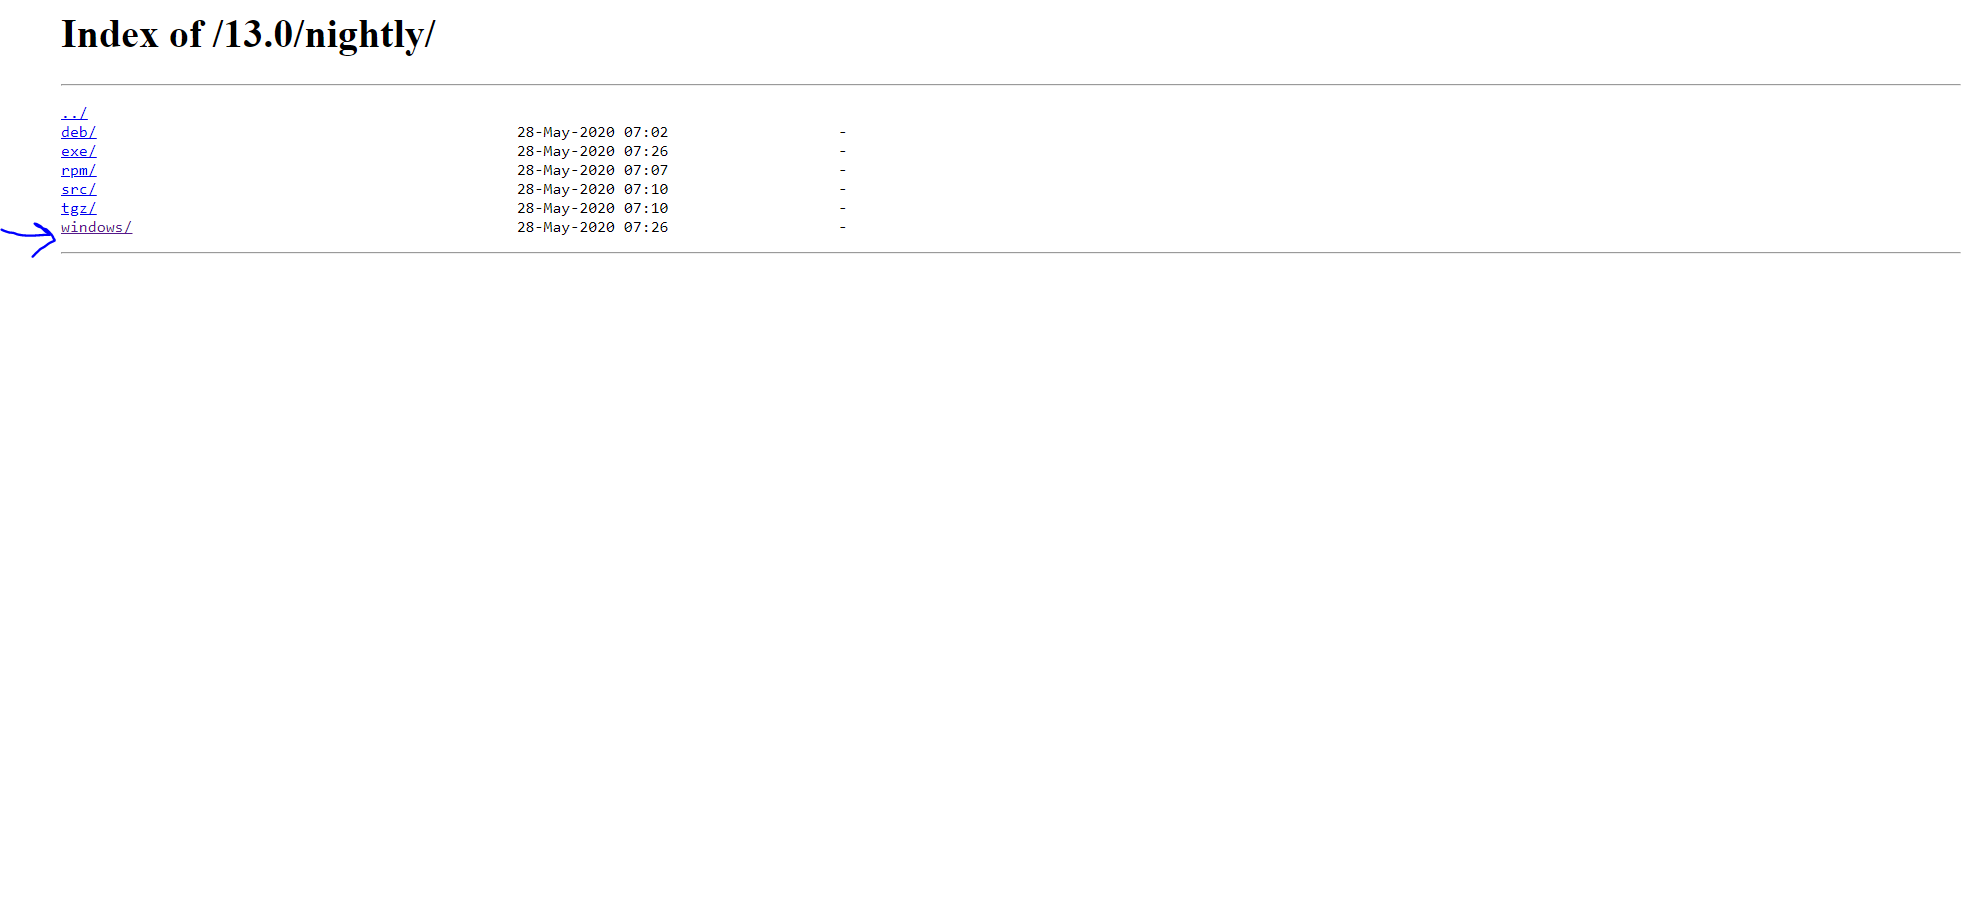 Index of /13.0/nightly/
../
deb/ 28-May-2020 07:02 -
exe/ 28-May-2020 07:26 -
rpm/ 28-May-2020 07:07 -
src/ 28-May-2020 07:10 -
tgz/ 28-May-2020 07:10 -
windows/ 28-May-2020 07:26 -